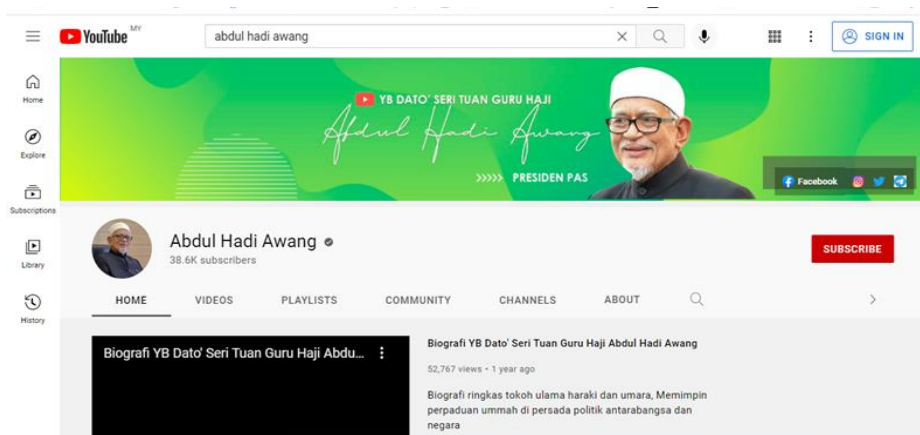 YouTube MY
abdul hadi awang
SIGN IN
Home
Explore
Subscriptions
Library
History
YB DATO' SERI TUAN GURU HAJI
Abdul Hadi Awang
>>>>> PRESIDEN PAS
Facebook
Abdul Hadi Awang
38.6K subscribers
SUBSCRIBE
HOME VIDEOS PLAYLISTS COMMUNITY CHANNELS ABOUT
Biografi YB Dato' Seri Tuan Guru Haji Abdu...
Biografi YB Dato' Seri Tuan Guru Haji Abdul Hadi Awang
52,767 views • 1 year ago
Biografi ringkas tokoh ulama haraki dan umara, Memimpin
perpaduan ummah di persada politik antarabangsa dan
negara